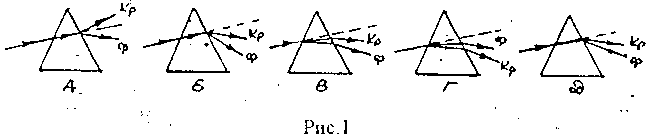 кр кр кр ф кр
ф ф ф кр ф
А Б В Г Д
Рис.1